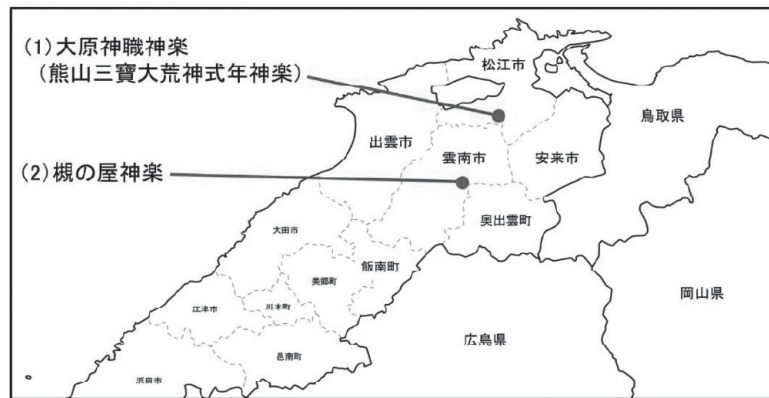 (1)大原神職神楽
(熊山三寶大荒神式年神楽)
松江市
鳥取県
出雲市
雲南市
安来市
(2)槻の屋神楽
奥出雲町
大田市
飯南町
美郷町
岡山県
江津市
川本町
広島県
邑南町
浜田市